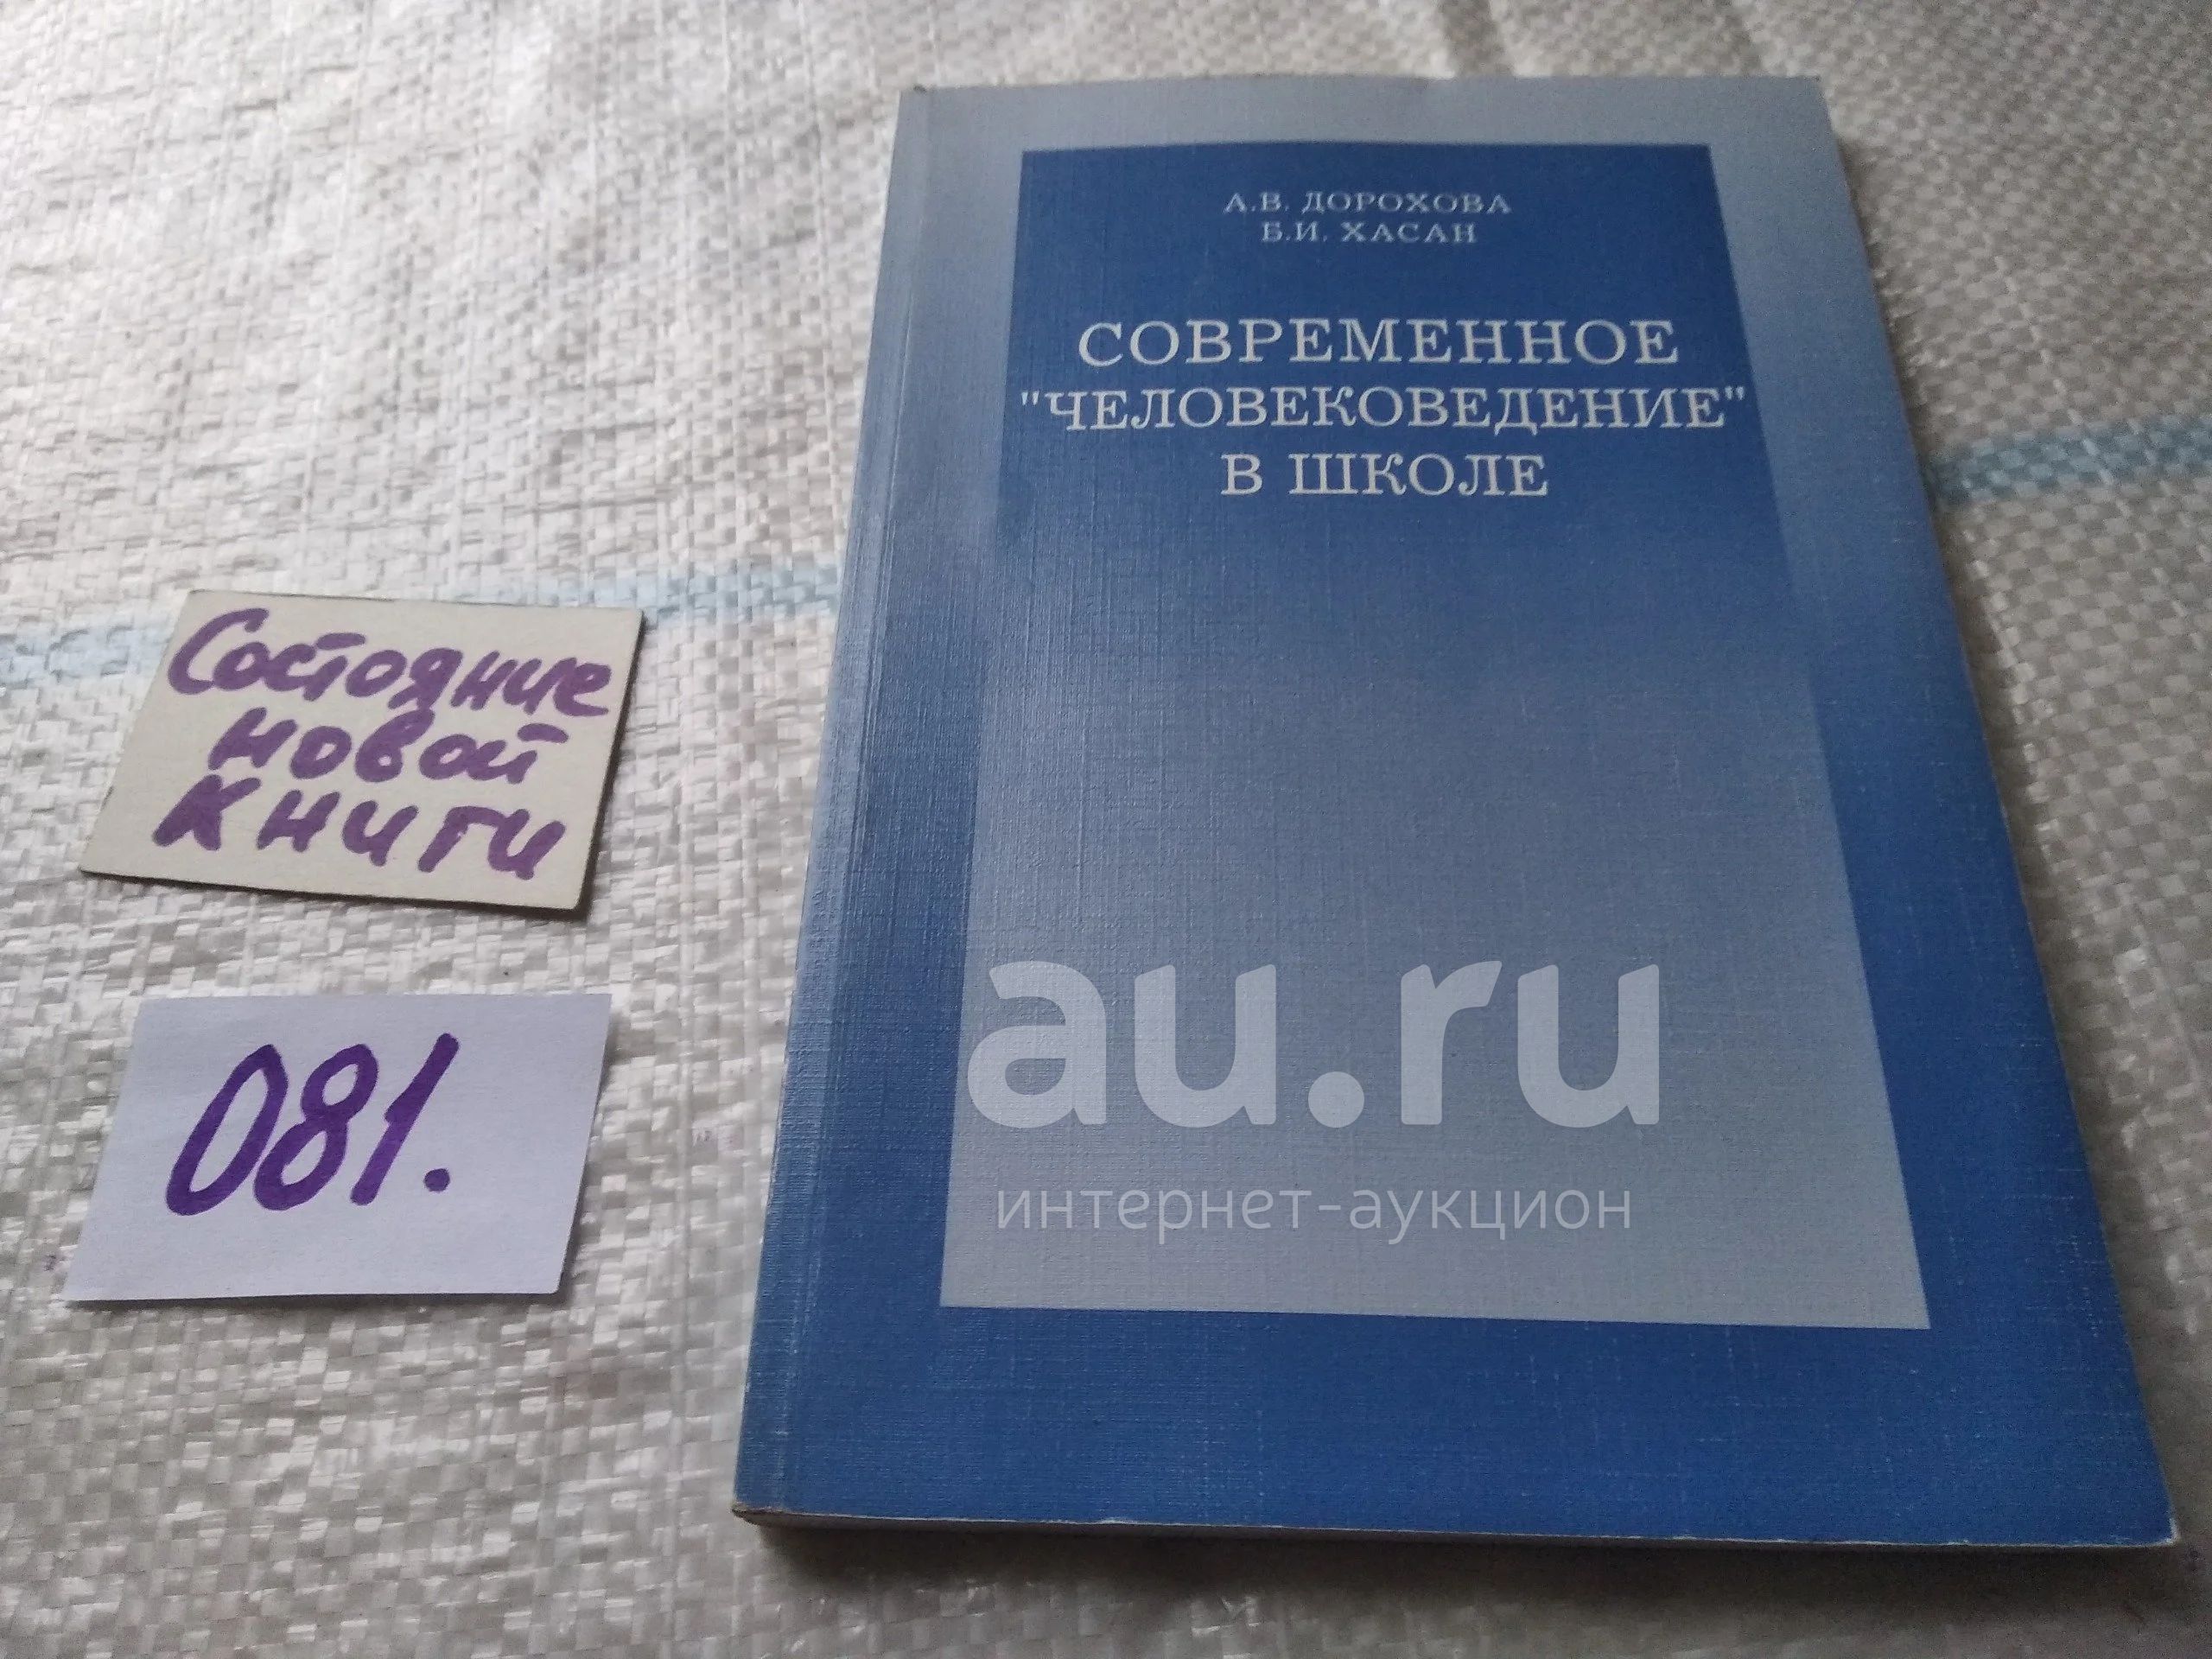 А.В. ДОРОХОВА
Б.И. ХАСАН
СОВРЕМЕННОЕ
"ЧЕЛОВЕКОВЕДЕНИЕ"
В ШКОЛЕ
Состояние
новой
книги
081.
au.ru
интернет-аукцион